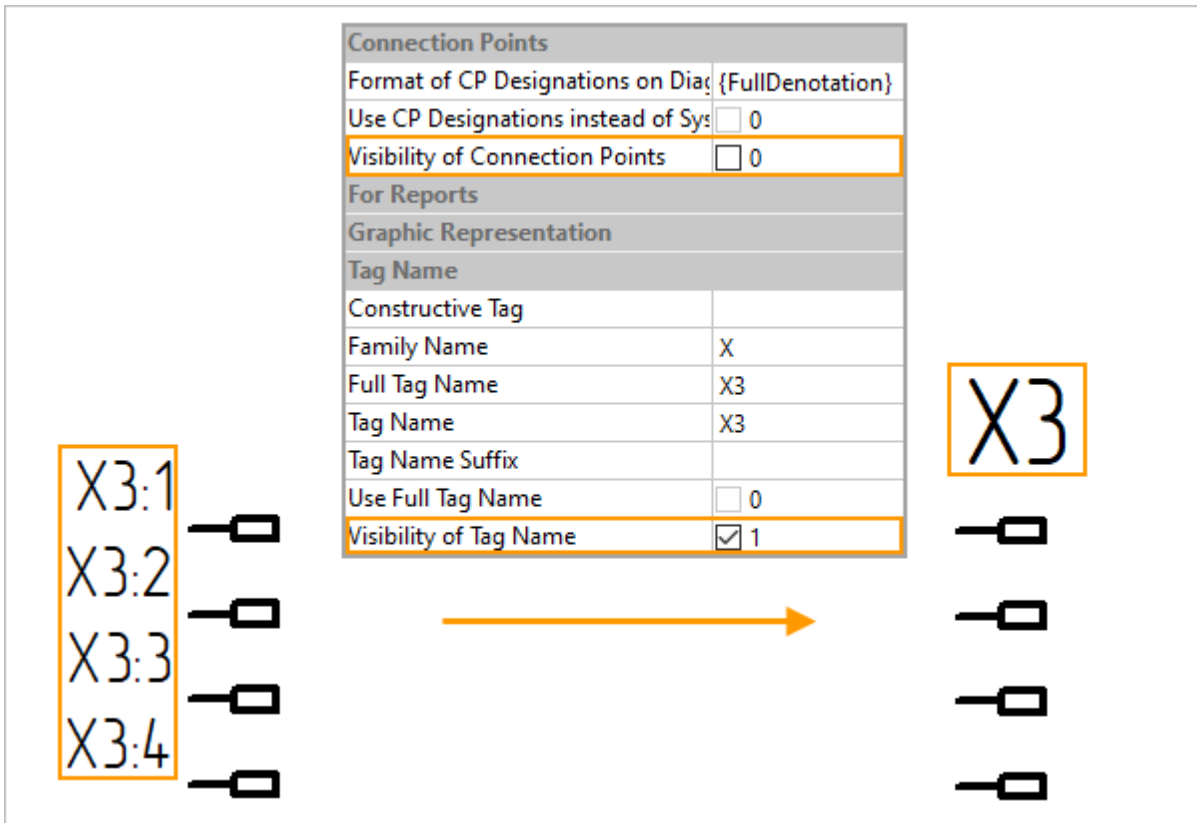 Connection Points
Format of CP Designations on Diag {FullDenotation}
Use CP Designations instead of Sys 0
Visibility of Connection Points 0
For Reports
Graphic Representation
Tag Name
Constructive Tag
Family Name X
Full Tag Name X3
Tag Name X3
Tag Name Suffix
Use Full Tag Name 0
Visibility of Tag Name 1
X3:1
X3:2
X3:3
X3:4
X3